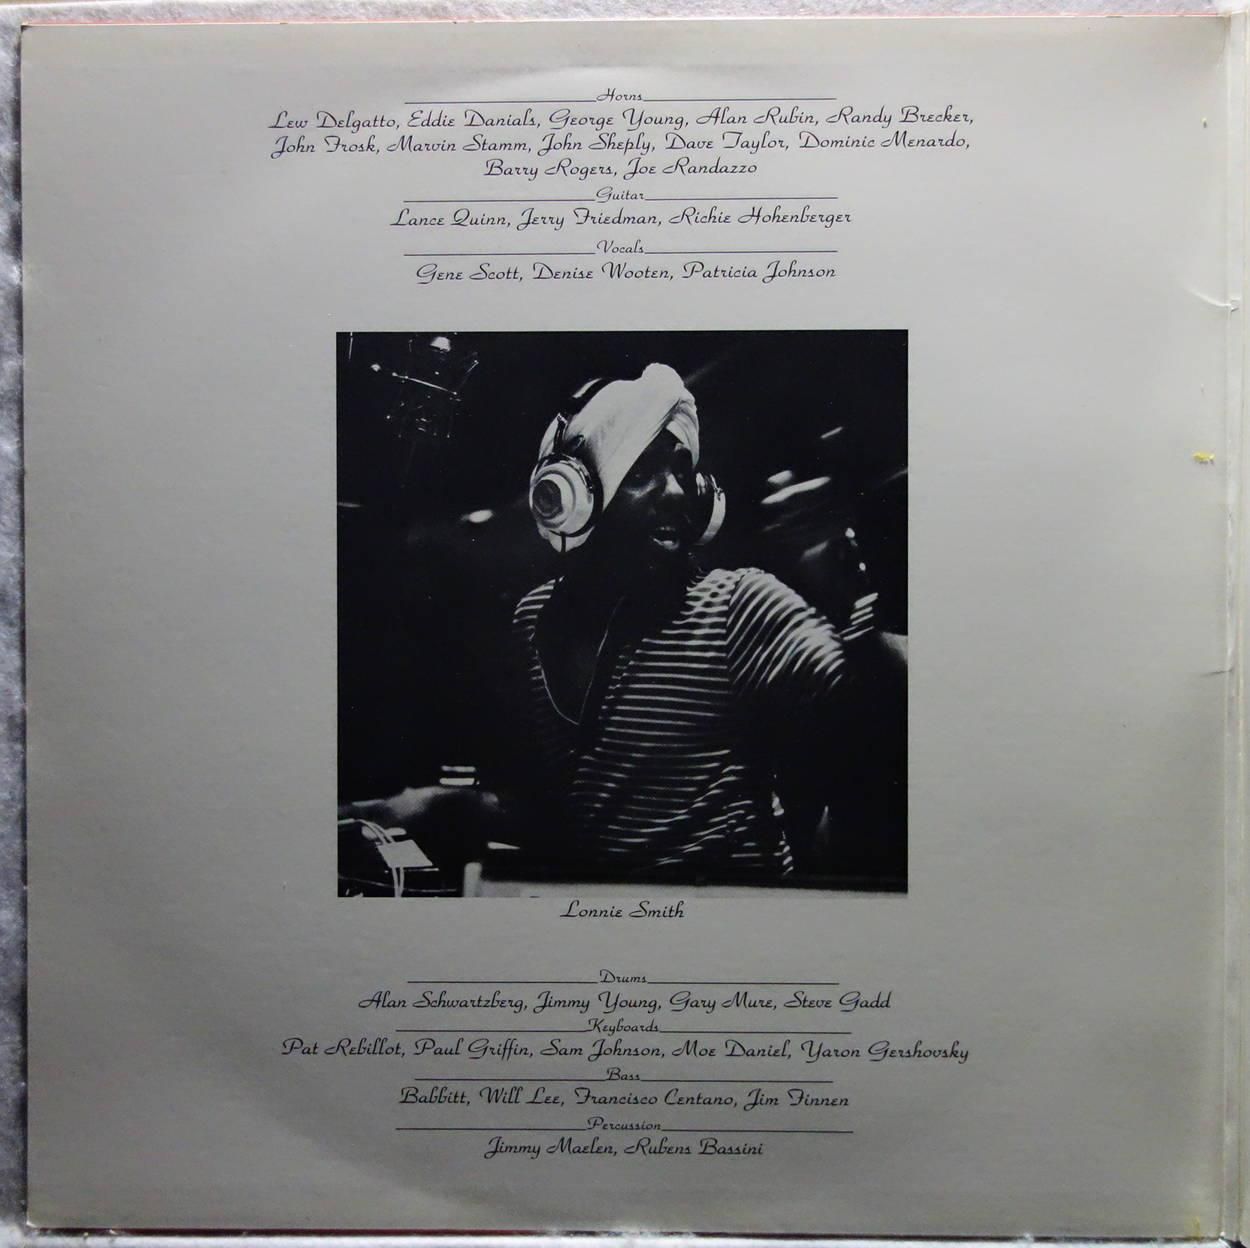 Horns
Lew Delgatto, Eddie Danials, George Young, Alan Rubin, Randy Brecker,
John Frosk, Marvin Stamm, John Sheply, Dave Taylor, Dominic Menardo,
Barry Rogers, Joe Randazzo
Guitar
Lance Quinn, Jerry Friedman, Richie Hohenberger
Vocals
Gene Scott, Denise Wooten, Patricia Johnson
Lonnie Smith
Drums
Alan Schwartzberg, Jimmy Young, Gary Mure, Steve Gadd
Keyboards
Pat Rebillot, Paul Griffin, Sam Johnson, Moe Daniel, Yaron Gershovsky
Bass
Babbitt, Will Lee, Francisco Centano, Jim Finnen
Percussion
Jimmy Maelen, Rubens Bassini